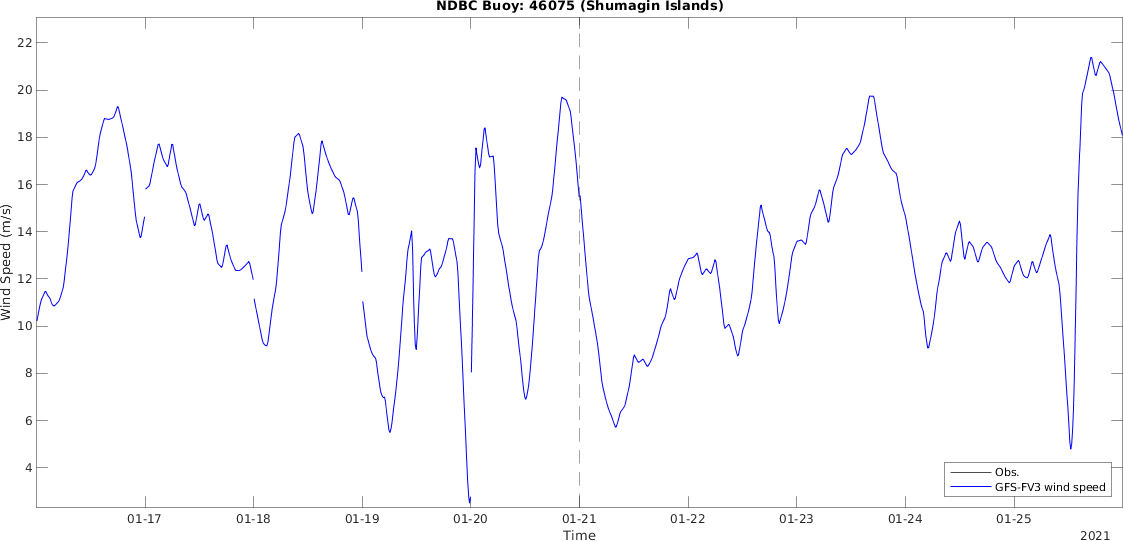 NDBC Buoy: 46075 (Shumagin Islands)
22
20
18
16
14
12
10
8
6
4
Wind Speed (m/s)
Obs.
GFS-FV3 wind speed
01-17 01-18 01-19 01-20 01-21 01-22 01-23 01-24 01-25
Time
2021